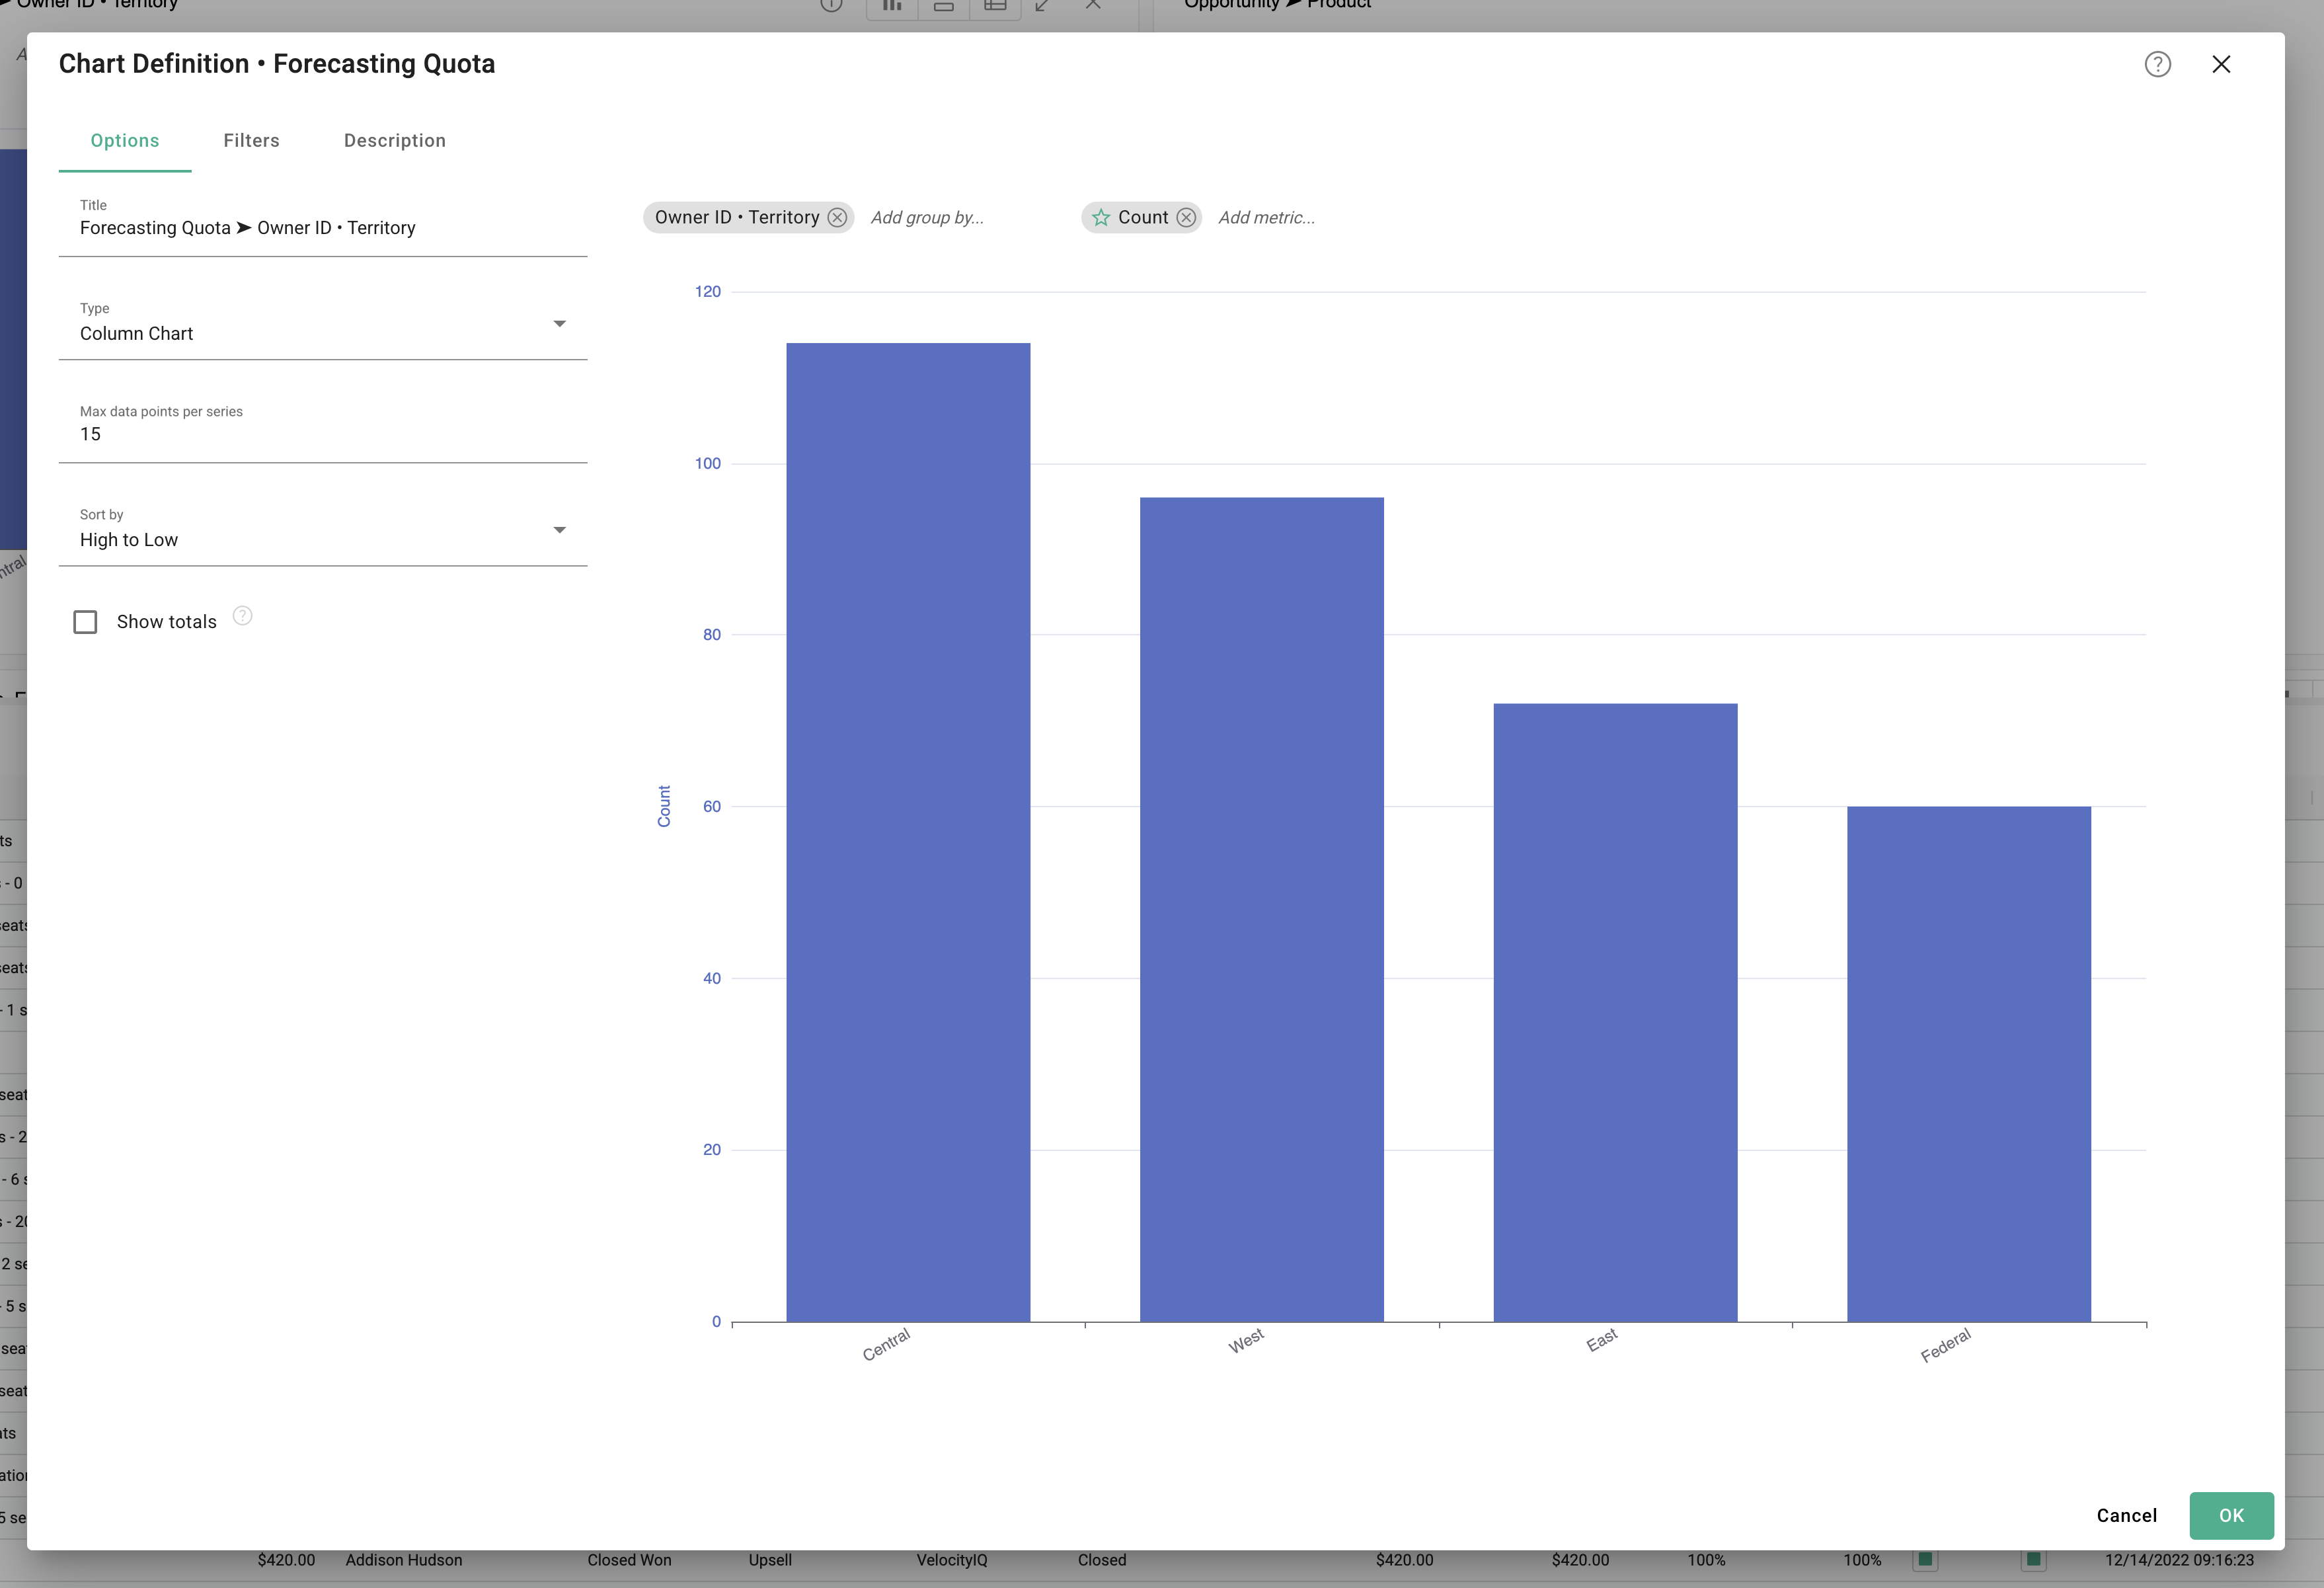 Owner ID • Territory
Opportunity ➤ Product
Chart Definition • Forecasting Quota
Options Filters Description
Title
Forecasting Quota ➤ Owner ID • Territory
Type
Column Chart
Max data points per series
15
Sort by
High to Low
Show totals
Owner ID • Territory Add group by... Count Add metric...
120
100
80
60
40
20
0
Count
Central West East Federal
Cancel OK
$420.00 Addison Hudson Closed Won Upsell VelocityIQ Closed $420.00 $420.00 100% 100% 12/14/2022 09:16:23